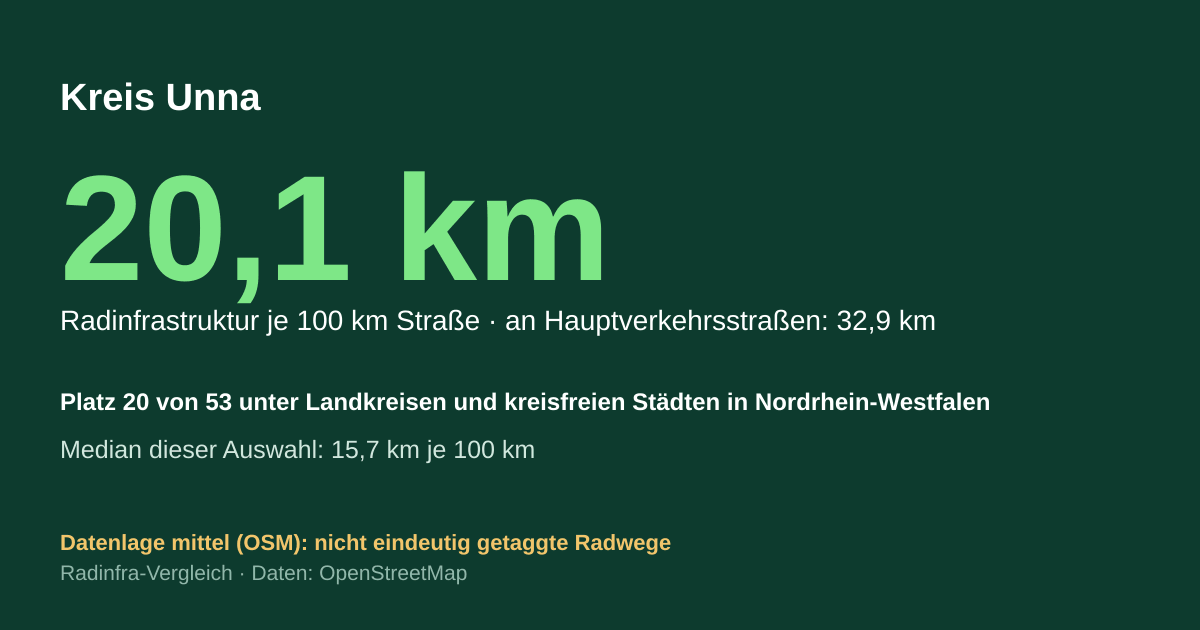 Kreis Unna
20,1 km
Radinfrastruktur je 100 km Straße · an Hauptverkehrsstraßen: 32,9 km
Platz 20 von 53 unter Landkreisen und kreisfreien Städten in Nordrhein-Westfalen
Median dieser Auswahl: 15,7 km je 100 km
Datenlage mittel (OSM): nicht eindeutig getaggte Radwege
Radinfra-Vergleich · Daten: OpenStreetMap